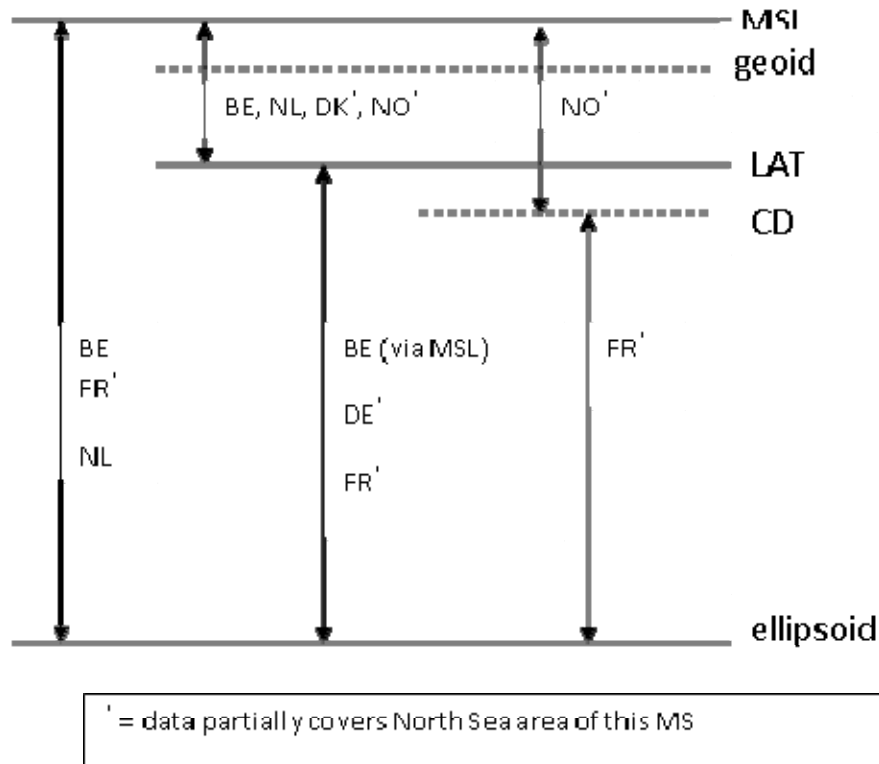 MSL
geoid
BE, NL, DK', NO'
NO'
LAT
CD
BE
FR'
NL
BE (via MSL)
DE'
FR'
FR'
ellipsoid
' = data partially covers North Sea area of this MS